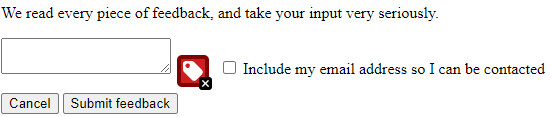 We read every piece of feedback, and take your input very seriously.
Include my email address so I can be contacted
Cancel Submit feedback